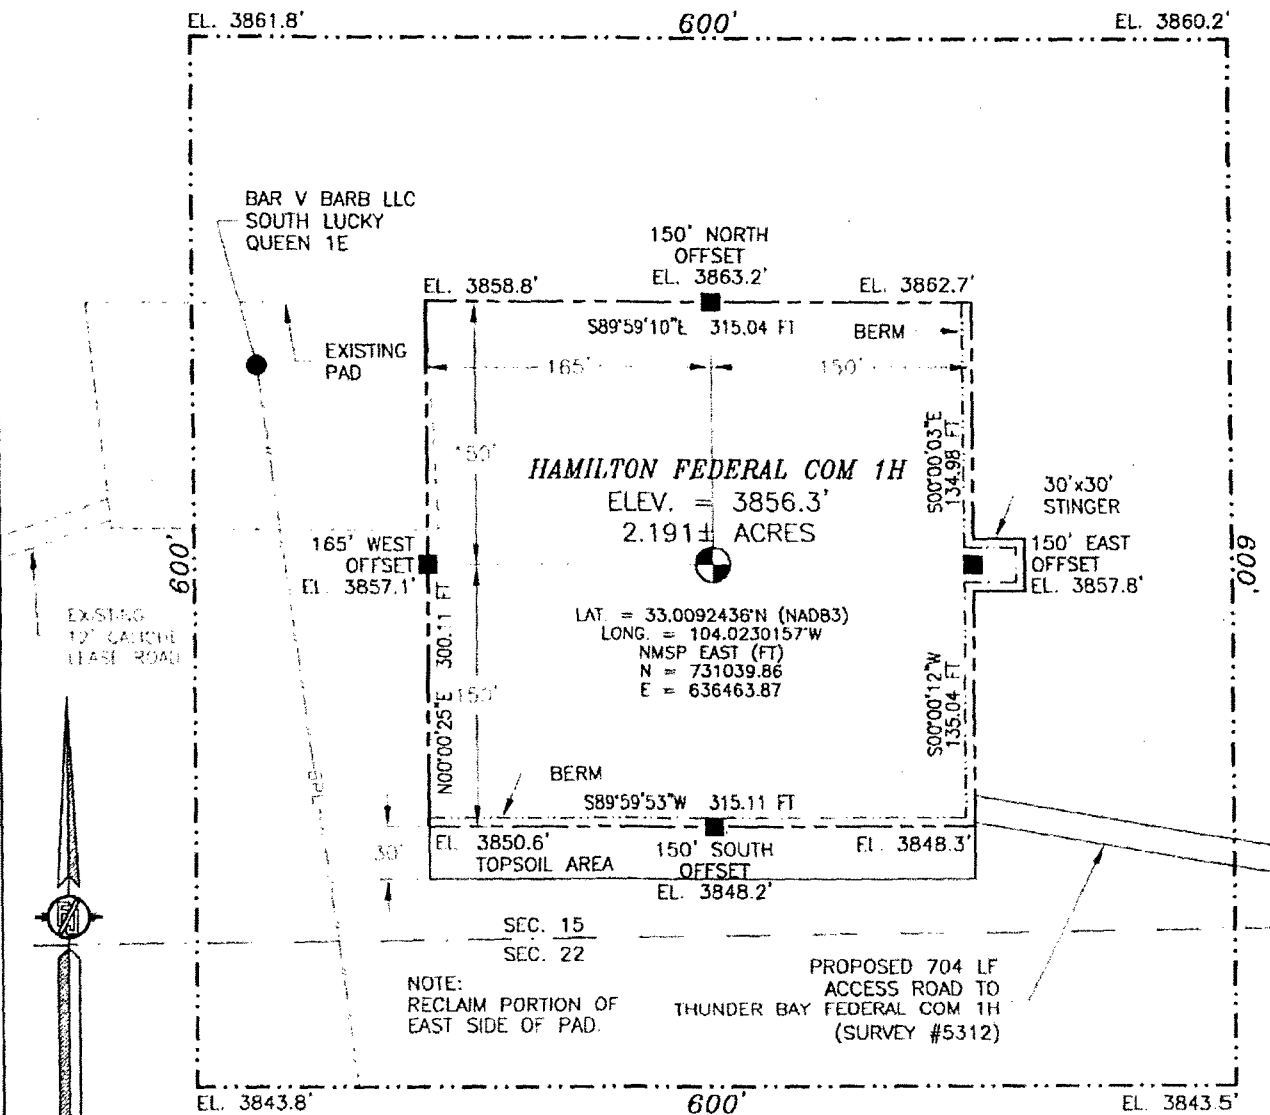 EL. 3861.8'
600'
EL. 3860.2'
BAR V BARB LLC
SOUTH LUCKY
QUEEN 1E
150' NORTH
OFFSET
EL. 3863.2'
EL. 3858.8'
EL. 3862.7'
S89°59'10"E 315.04 FT
BERM
EXISTING
PAD
165'
150'
150'
HAMILTON FEDERAL COM 1H
ELEV. = 3856.3'
2.191± ACRES
S00°00'03"E
134.98 FT
30'x30'
STINGER
165' WEST
OFFSET
EL. 3857.1'
150' EAST
OFFSET
EL. 3857.8'
600'
600'
EXISTING
12' CALICHE
LEASE ROAD
LAT. = 33.0092436°N (NAD83)
LONG. = 104.0230157°W
NMSP EAST (FT)
N = 731039.86
E = 636463.87
N00°00'25"E 300.11 FT
150'
S00°00'12"W
135.04 FT
BERM
S89°59'53"W 315.11 FT
30'
EL. 3850.6'
TOPSOIL AREA
150' SOUTH
OFFSET
EL. 3848.2'
EL. 3848.3'
SEC. 15
SEC. 22
NOTE:
RECLAIM PORTION OF
EAST SIDE OF PAD.
PROPOSED 704 LF
ACCESS ROAD TO
THUNDER BAY FEDERAL COM 1H
(SURVEY #5312)
EL. 3843.8'
600'
EL. 3843.5'